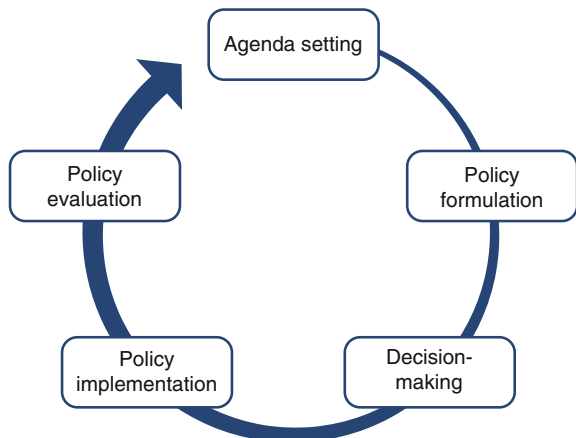 Agenda setting
Policy
formulation
Decision-
making
Policy
implementation
Policy
evaluation